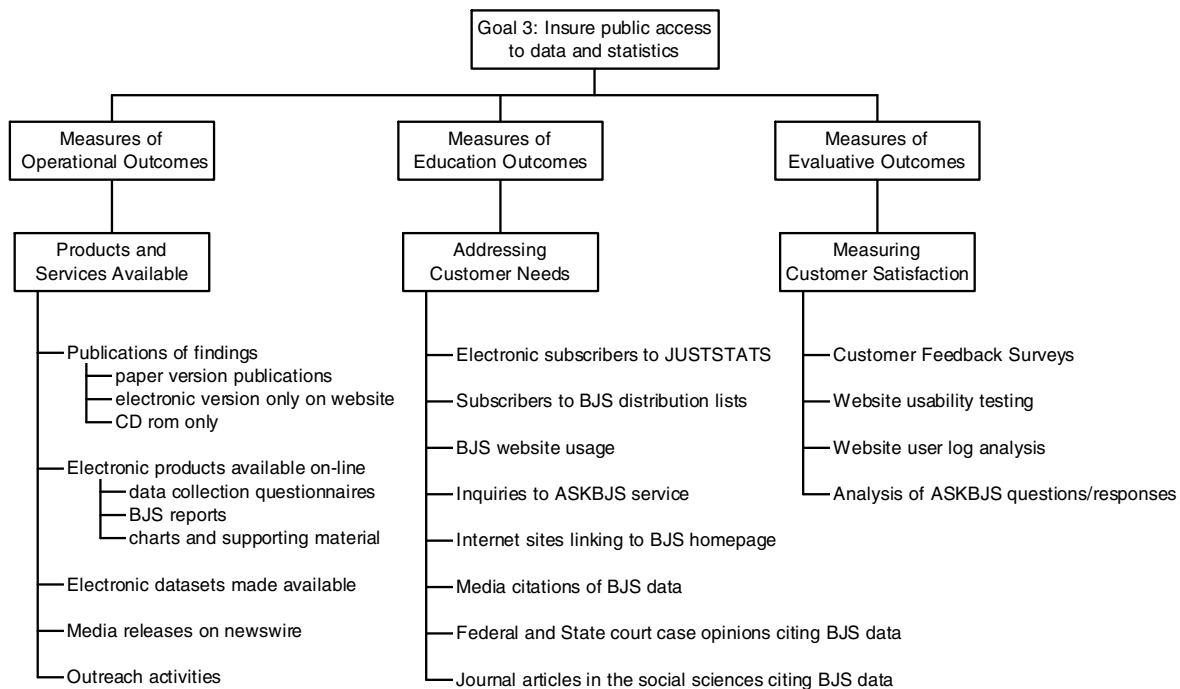 Goal 3: Insure public access
to data and statistics
Measures of
Operational Outcomes
Measures of
Education Outcomes
Measures of
Evaluative Outcomes
Products and
Services Available
Addressing
Customer Needs
Measuring
Customer Satisfaction
Publications of findings
paper version publications
electronic version only on website
CD rom only
Electronic products available on-line
data collection questionnaires
BJS reports
charts and supporting material
Electronic datasets made available
Media releases on newswire
Outreach activities
Electronic subscribers to JUSTSTATS
Subscribers to BJS distribution lists
BJS website usage
Inquiries to ASKBJS service
Internet sites linking to BJS homepage
Media citations of BJS data
Federal and State court case opinions citing BJS data
Journal articles in the social sciences citing BJS data
Customer Feedback Surveys
Website usability testing
Website user log analysis
Analysis of ASKBJS questions/responses